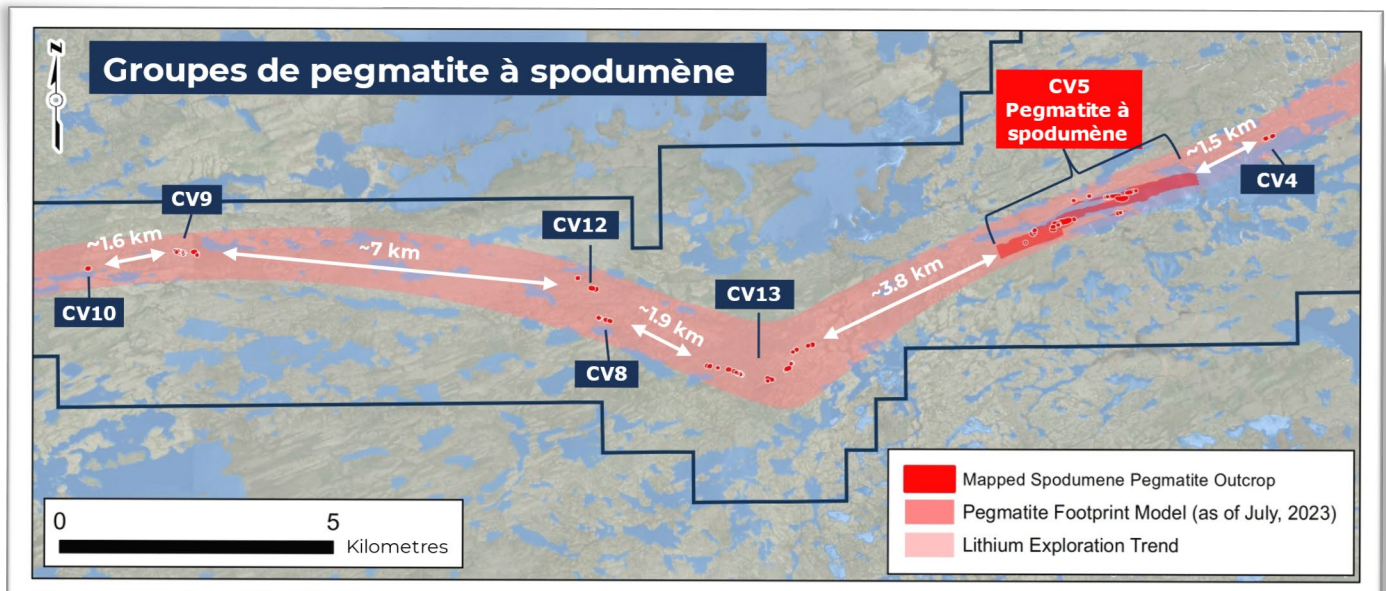 N
Groupes de pegmatite à spodumène
CV5
Pegmatite à
spodumène
~1.5 km
CV4
CV9
~1.6 km
CV10
~7 km
CV12
CV8
~1.9 km
CV13
~3.8 km
0 5
Kilometres
Mapped Spodumene Pegmatite Outcrop
Pegmatite Footprint Model (as of July, 2023)
Lithium Exploration Trend